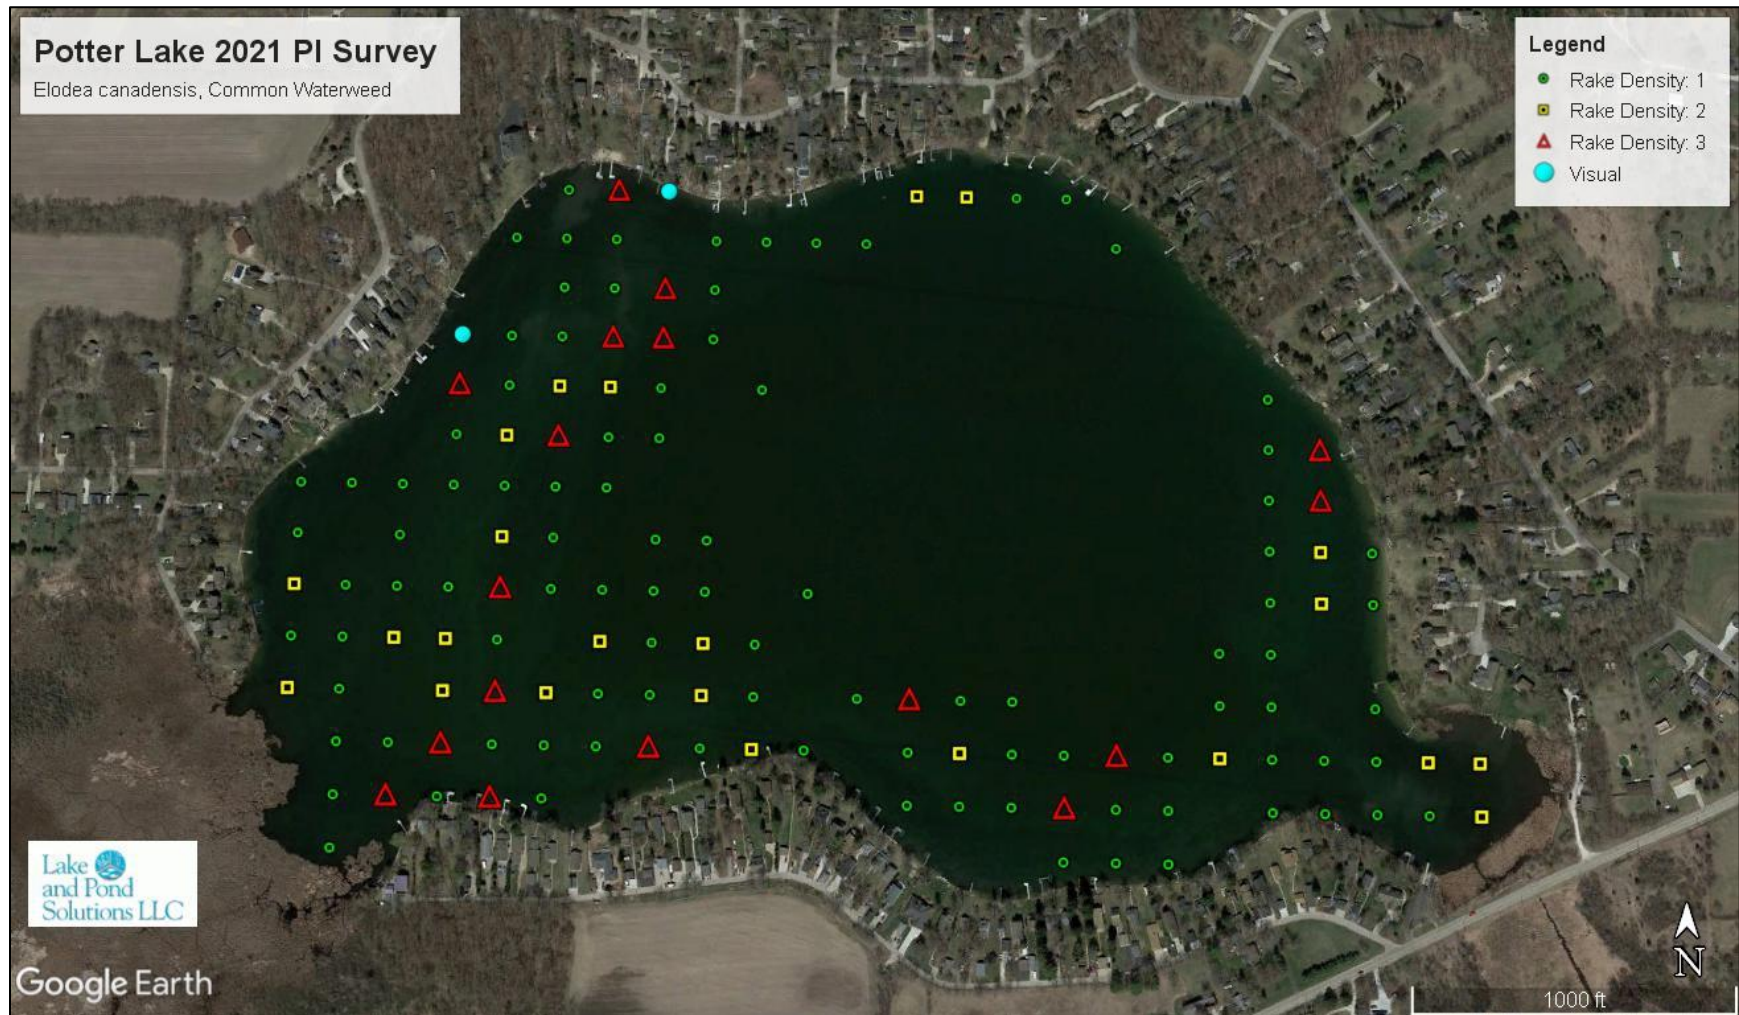 Potter Lake 2021 PI Survey
Elodea canadensis, Common Waterweed
Legend
Rake Density: 1
Rake Density: 2
Rake Density: 3
Visual
Lake
and Pond
Solutions LLC
Google Earth
N
1000 ft